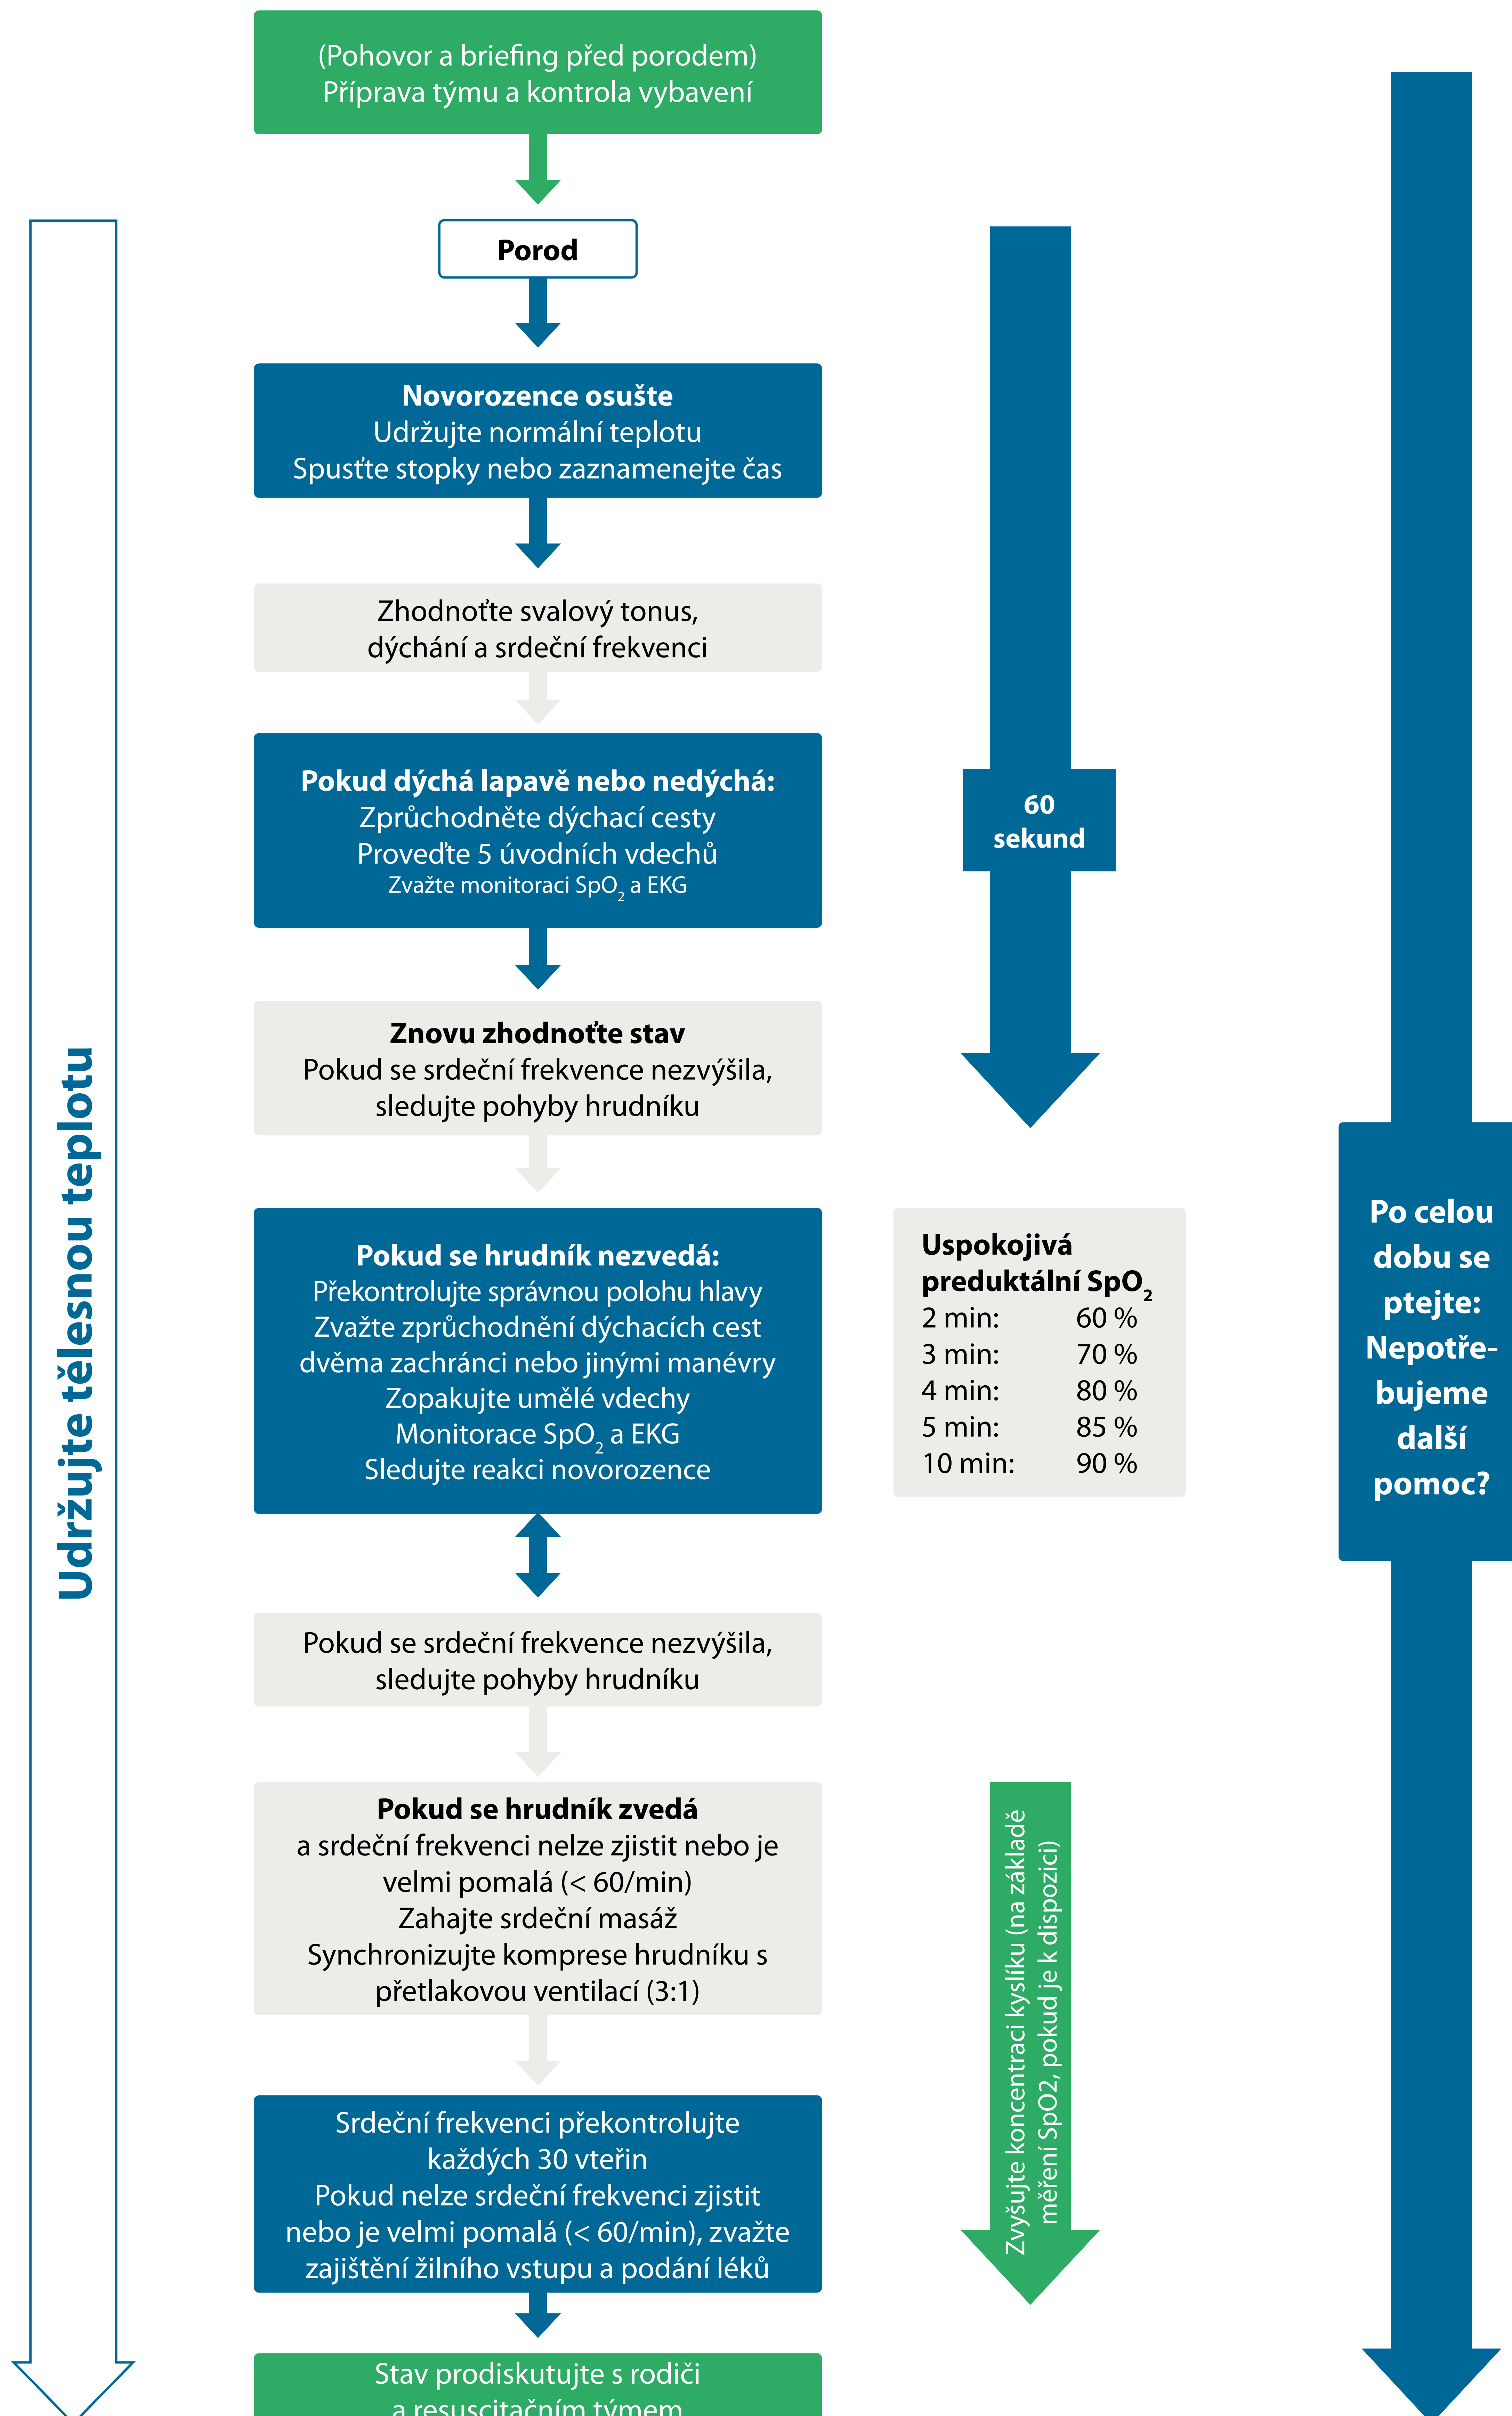 (Pohovor a briefing před porodem)
Příprava týmu a kontrola vybavení
Porod
Novorozence osušte
Udržujte normální teplotu
Spusťte stopky nebo zaznamenejte čas
Zhodnoťte svalový tonus,
dýchání a srdeční frekvenci
Pokud dýchá lapavě nebo nedýchá:
Zprůchodněte dýchací cesty
Proveďte 5 úvodních vdechů
Zvažte monitoraci SpO₂ a EKG
60
sekund
Znovu zhodnoťte stav
Pokud se srdeční frekvence nezvýšila,
sledujte pohyby hrudníku
Pokud se hrudník nezvedá:
Překontrolujte správnou polohu hlavy
Zvažte zprůchodnění dýchacích cest
dvěma zachránci nebo jinými manévry
Zopakujte umělé vdechy
Monitorace SpO₂ a EKG
Sledujte reakci novorozence
Uspokojivá
preduktální SpO₂
2 min: 60 %
3 min: 70 %
4 min: 80 %
5 min: 85 %
10 min: 90 %
Po celou
dobu se
ptejte:
Nepotře-
bujeme
další
pomoc?
Udržujte tělesnou teplotu
Pokud se srdeční frekvence nezvýšila,
sledujte pohyby hrudníku
Pokud se hrudník zvedá
a srdeční frekvenci nelze zjistit nebo je
velmi pomalá (< 60/min)
Zahajte srdeční masáž
Synchronizujte komprese hrudníku s
přetlakovou ventilací (3:1)
Zvyšujte koncentraci kyslíku (na základě
měření SpO2, pokud je k dispozici)
Srdeční frekvenci překontrolujte
každých 30 vteřin
Pokud nelze srdeční frekvenci zjistit
nebo je velmi pomalá (< 60/min), zvažte
zajištění žilního vstupu a podání léků
Stav prodiskutujte s rodiči
a resuscitačním týmem